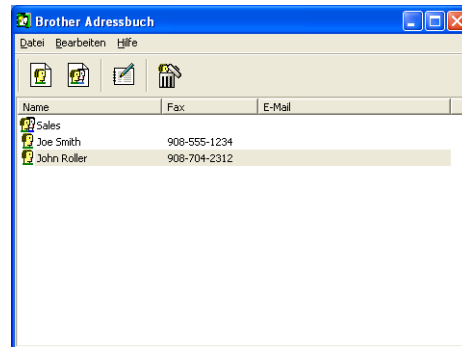 Brother Adressbuch
Datei Bearbeiten Hilfe
Name Fax E-Mail
Sales
Joe Smith 908-555-1234
John Roller 908-704-2312